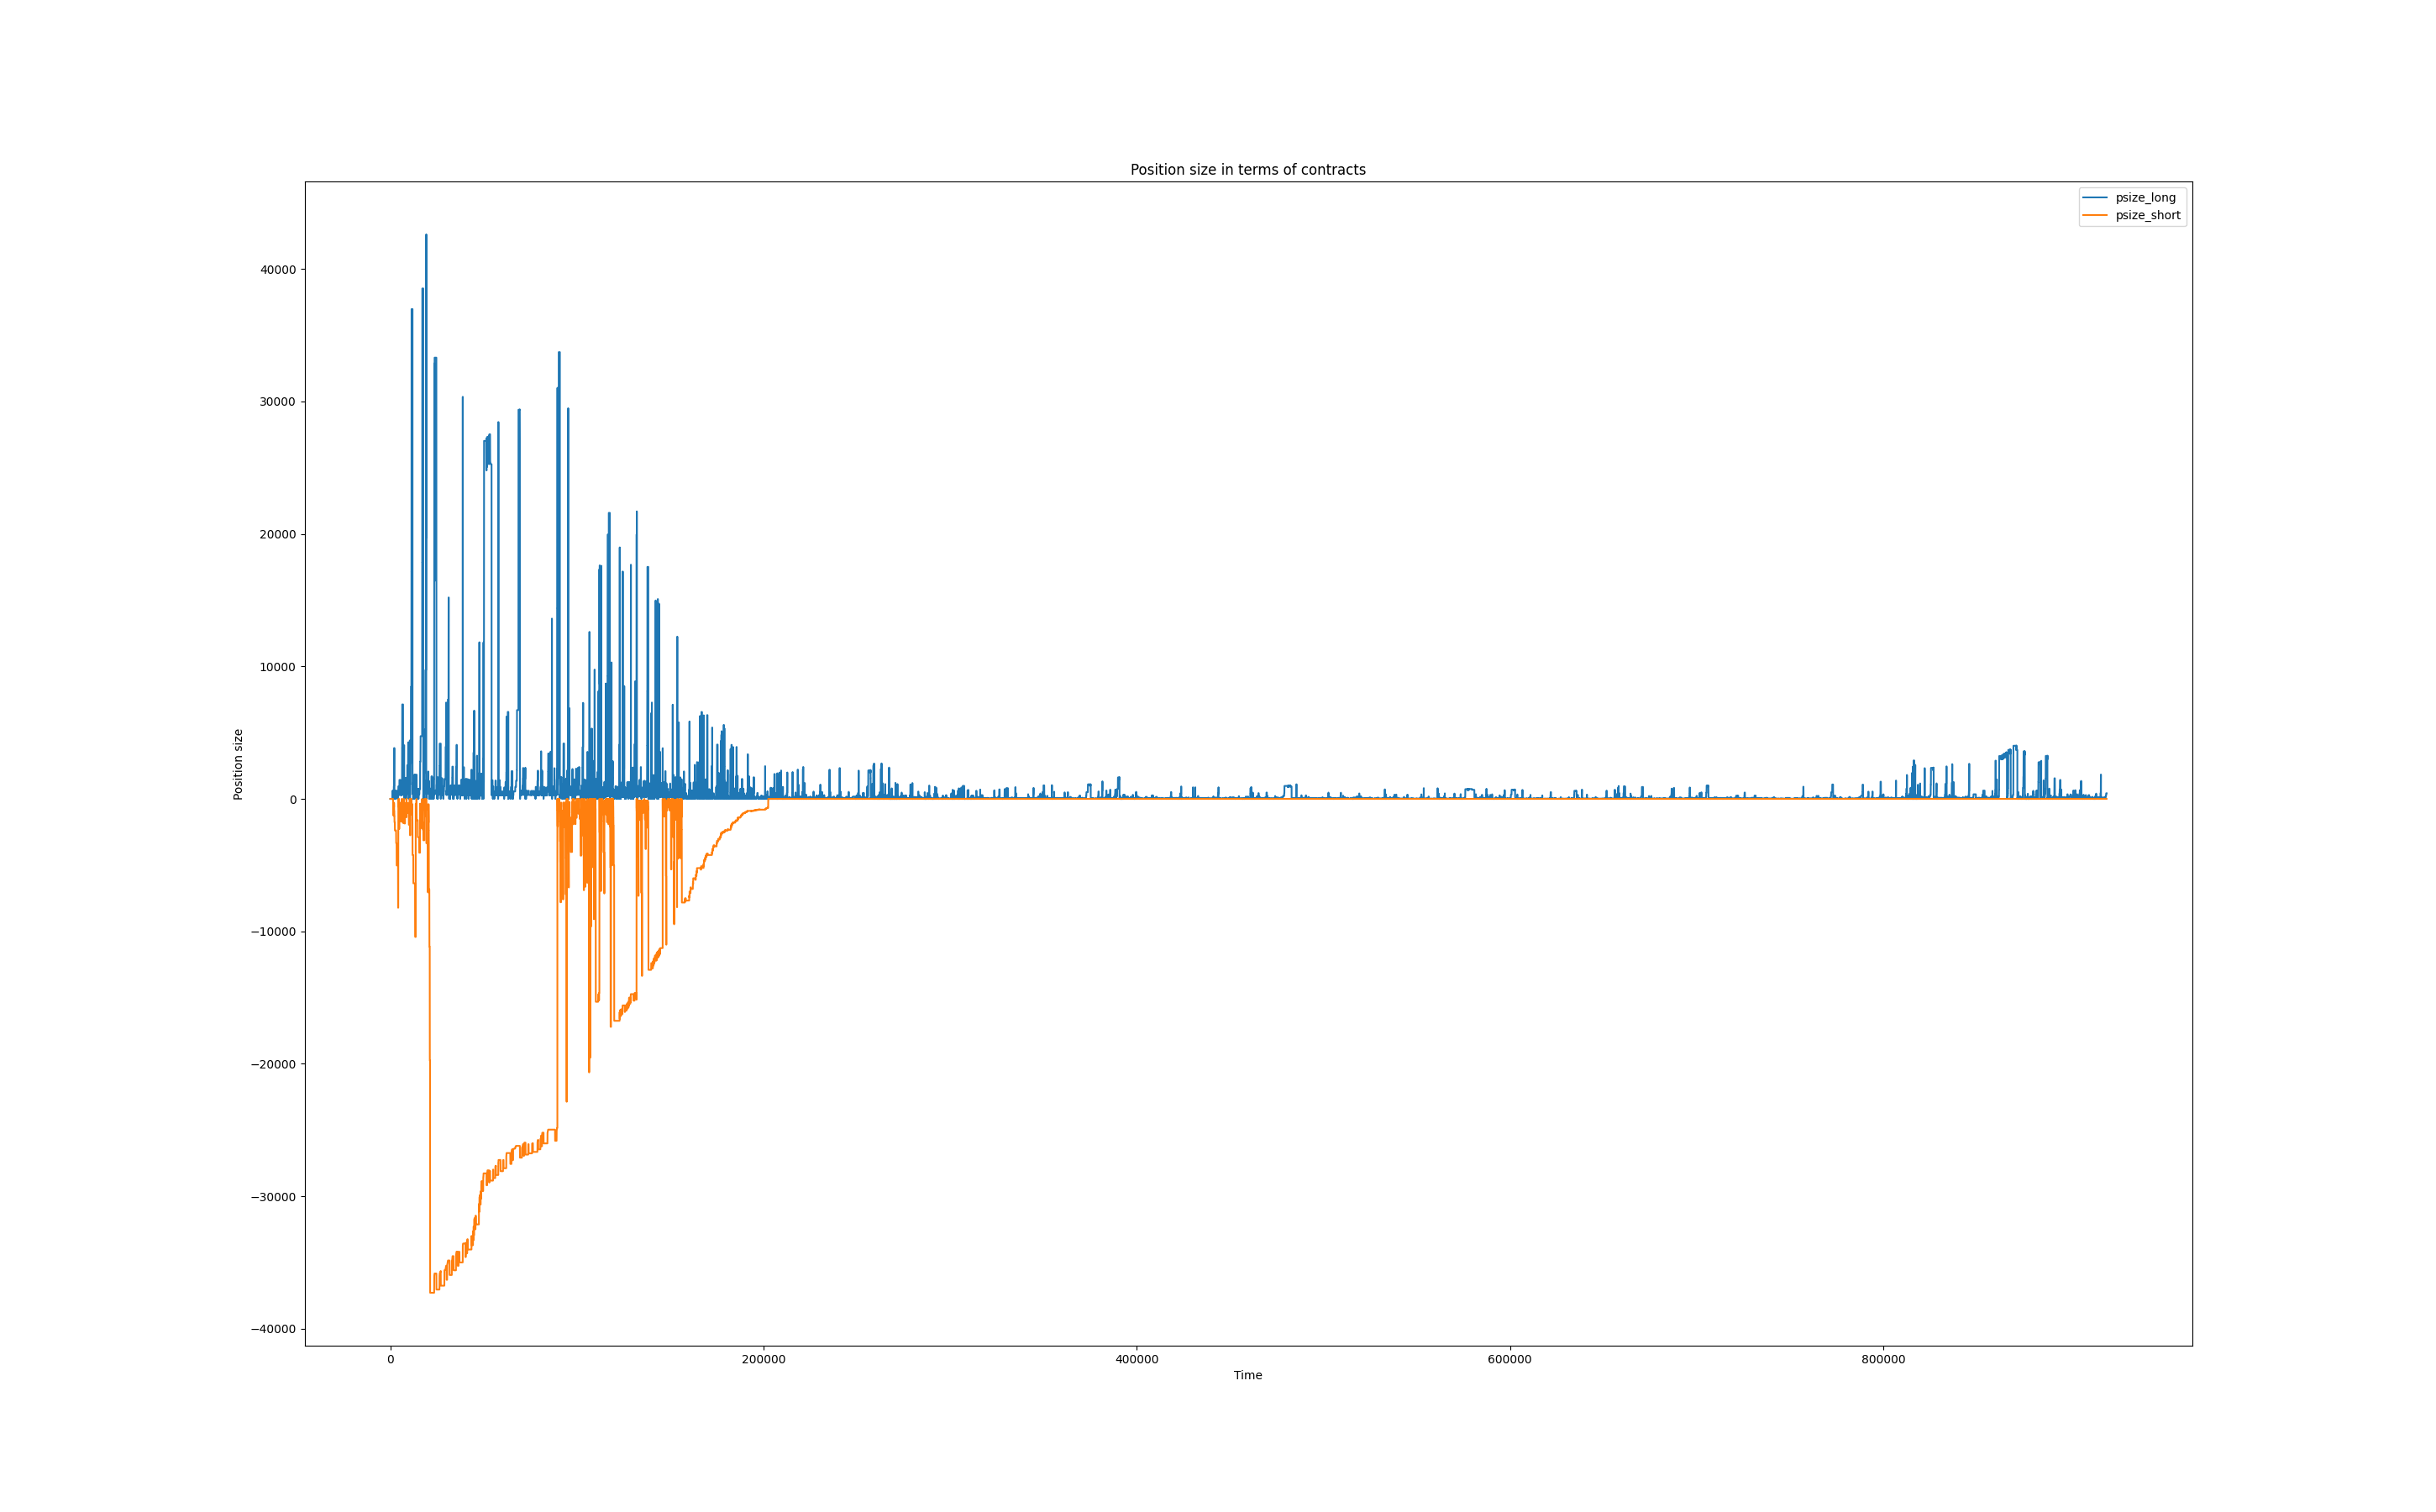 Position size in terms of contracts
psize_long
psize_short
40000
30000
20000
10000
0
−10000
−20000
−30000
−40000
Position size
0 200000 400000 600000 800000
Time